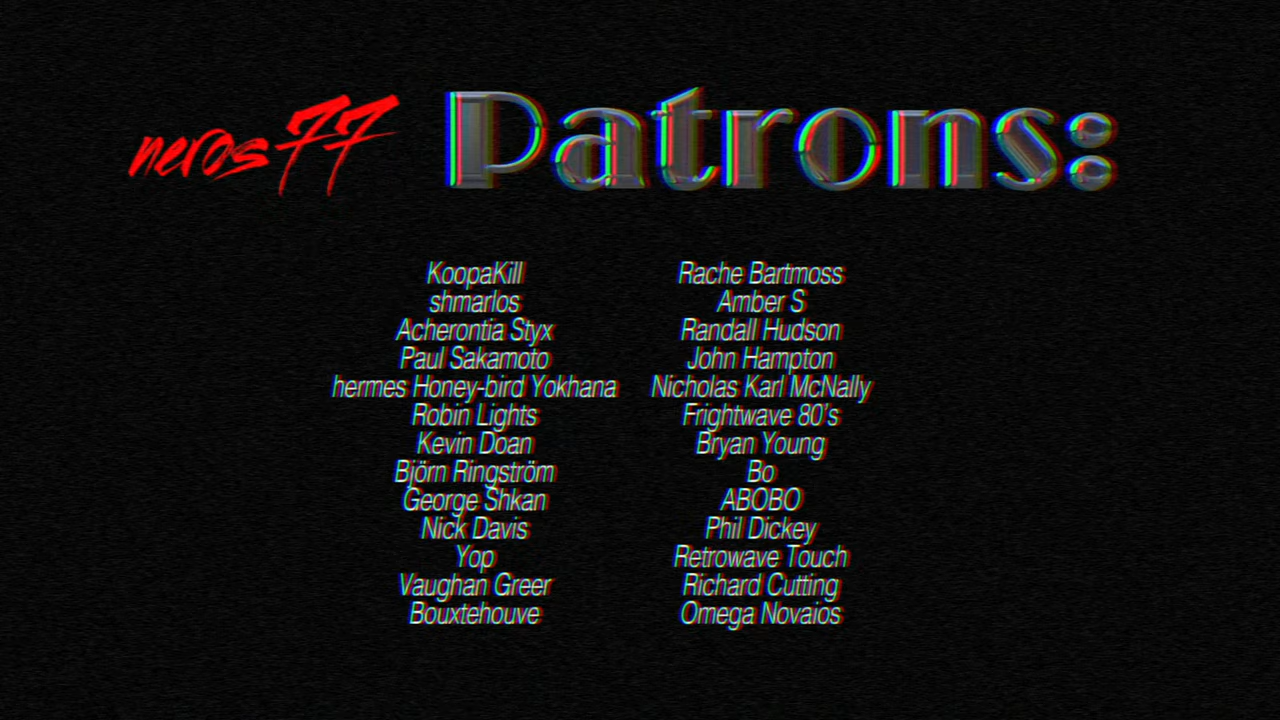 neros77 Patrons:
KoopaKill
shmarlos
Acherontia Styx
Paul Sakamoto
hermes Honey-bird Yokhana
Robin Lights
Kevin Doan
Björn Ringström
George Shkan
Nick Davis
Yop
Vaughan Greer
Bouxtehouve
Rache Bartmoss
Amber S
Randall Hudson
John Hampton
Nicholas Karl McNally
Frightwave 80's
Bryan Young
Bo
ABOBO
Phil Dickey
Retrowave Touch
Richard Cutting
Omega Novaios